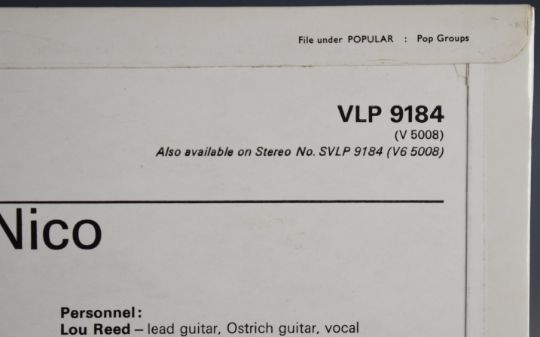 File under POPULAR : Pop Groups
VLP 9184
(V 5008)
Also available on Stereo No. SVLP 9184 (V6 5008)
Nico
Personnel:
Lou Reed – lead guitar, Ostrich guitar, vocal